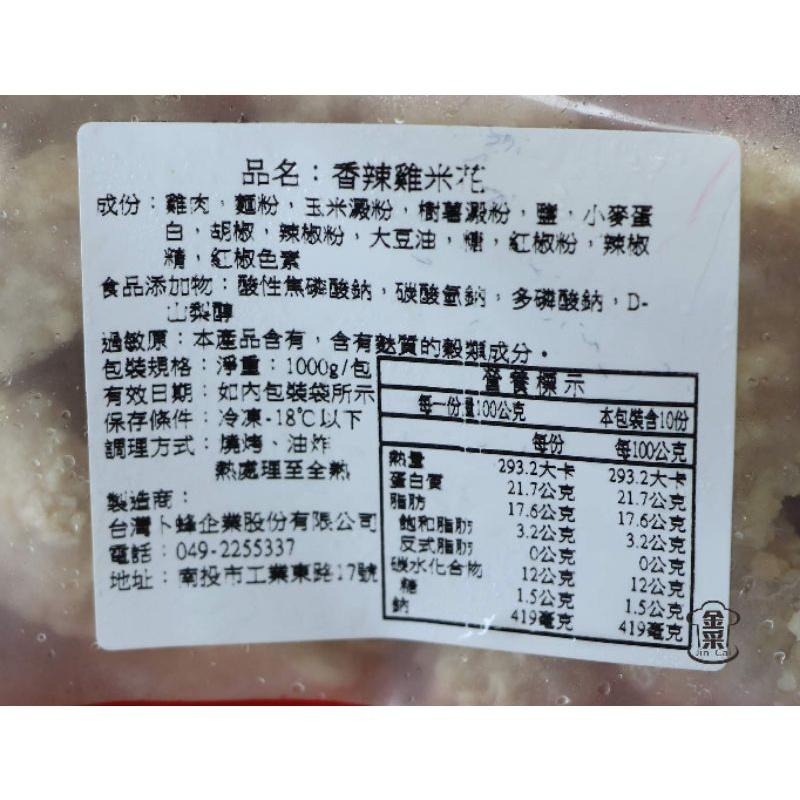 品名：香辣雞米花
成份：雞肉，麵粉，玉米澱粉，樹薯澱粉，鹽，小麥蛋
白，胡椒，辣椒粉，大豆油，糖，紅椒粉，辣椒
精，紅椒色素
食品添加物：酸性焦磷酸鈉，碳酸氫鈉，多磷酸鈉，D-
山梨醇
過敏原：本產品含有，含有麩質的穀類成分。
包裝規格：淨重：1000g/包
有效日期：如內包裝袋所示
保存條件：冷凍-18℃以下
調理方式：燒烤、油炸
熱處理至全熟
製造商：
台灣卜蜂企業股份有限公司
電話：049-2255337
地址：南投市工業東路17號
營養標示
每一份量100公克
本包裝含10份
每份 每100公克
熱量 293.2大卡 293.2大卡
蛋白質 21.7公克 21.7公克
脂肪 17.6公克 17.6公克
飽和脂肪 3.2公克 3.2公克
反式脂肪 0公克 0公克
碳水化合物 12公克 12公克
糖 1.5公克 1.5公克
鈉 419毫克 419毫克
金采
Jin Cai